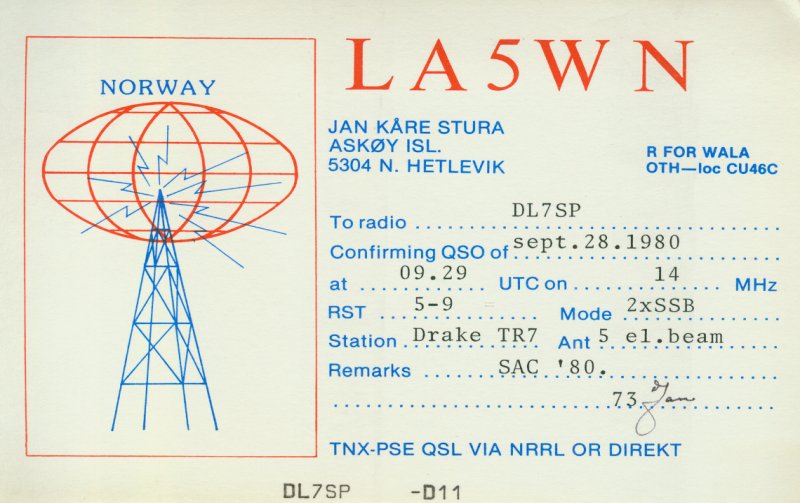 LA5WN
NORWAY
JAN KÅRE STURA
ASKØY ISL.
5304 N. HETLEVIK
R FOR WALA
OTH—loc CU46C
To radio DL7SP
Confirming QSO of sept.28.1980
at 09.29 UTC on 14 MHz
RST 5-9 Mode 2xSSB
Station Drake TR7 Ant 5 el.beam
Remarks SAC '80.
73 Jan
TNX-PSE QSL VIA NRRL OR DIREKT
DL7SP -D11